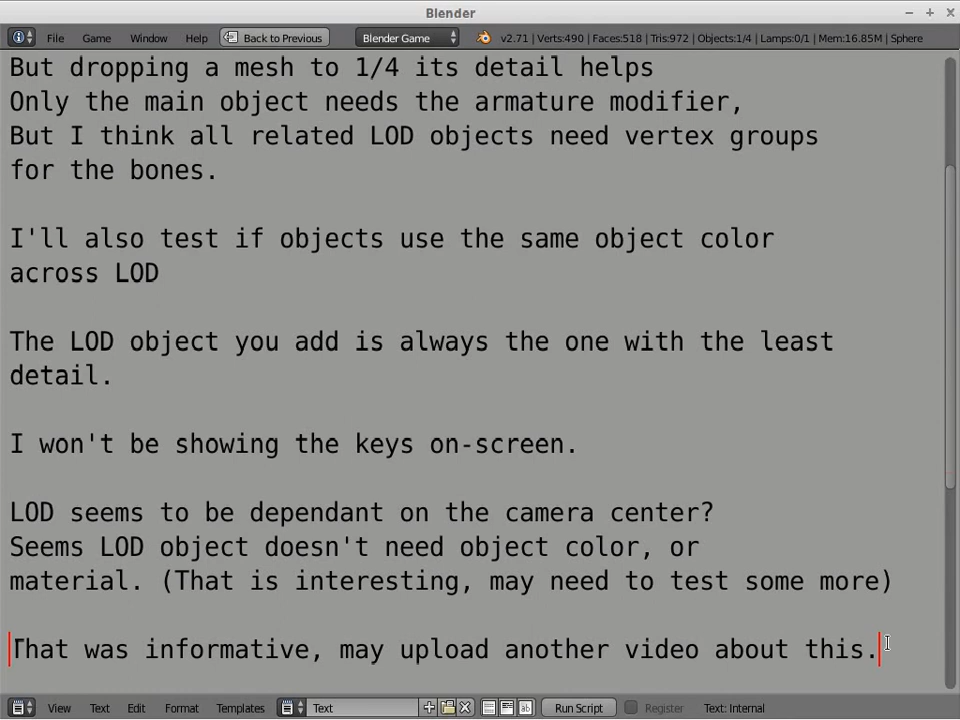 Blender
File Game Window Help Back to Previous Blender Game v2.71 | Verts:490 | Faces:518 | Tris:972 | Objects:1/4 | Lamps:0/1 | Mem:16.85M | Sphere
But dropping a mesh to 1/4 its detail helps
Only the main object needs the armature modifier,
But I think all related LOD objects need vertex groups
for the bones.
I'll also test if objects use the same object color
across LOD
The LOD object you add is always the one with the least
detail.
I won't be showing the keys on-screen.
LOD seems to be dependant on the camera center?
Seems LOD object doesn't need object color, or
material. (That is interesting, may need to test some more)
That was informative, may upload another video about this.
View Text Edit Format Templates Text Run Script Register Text: Internal